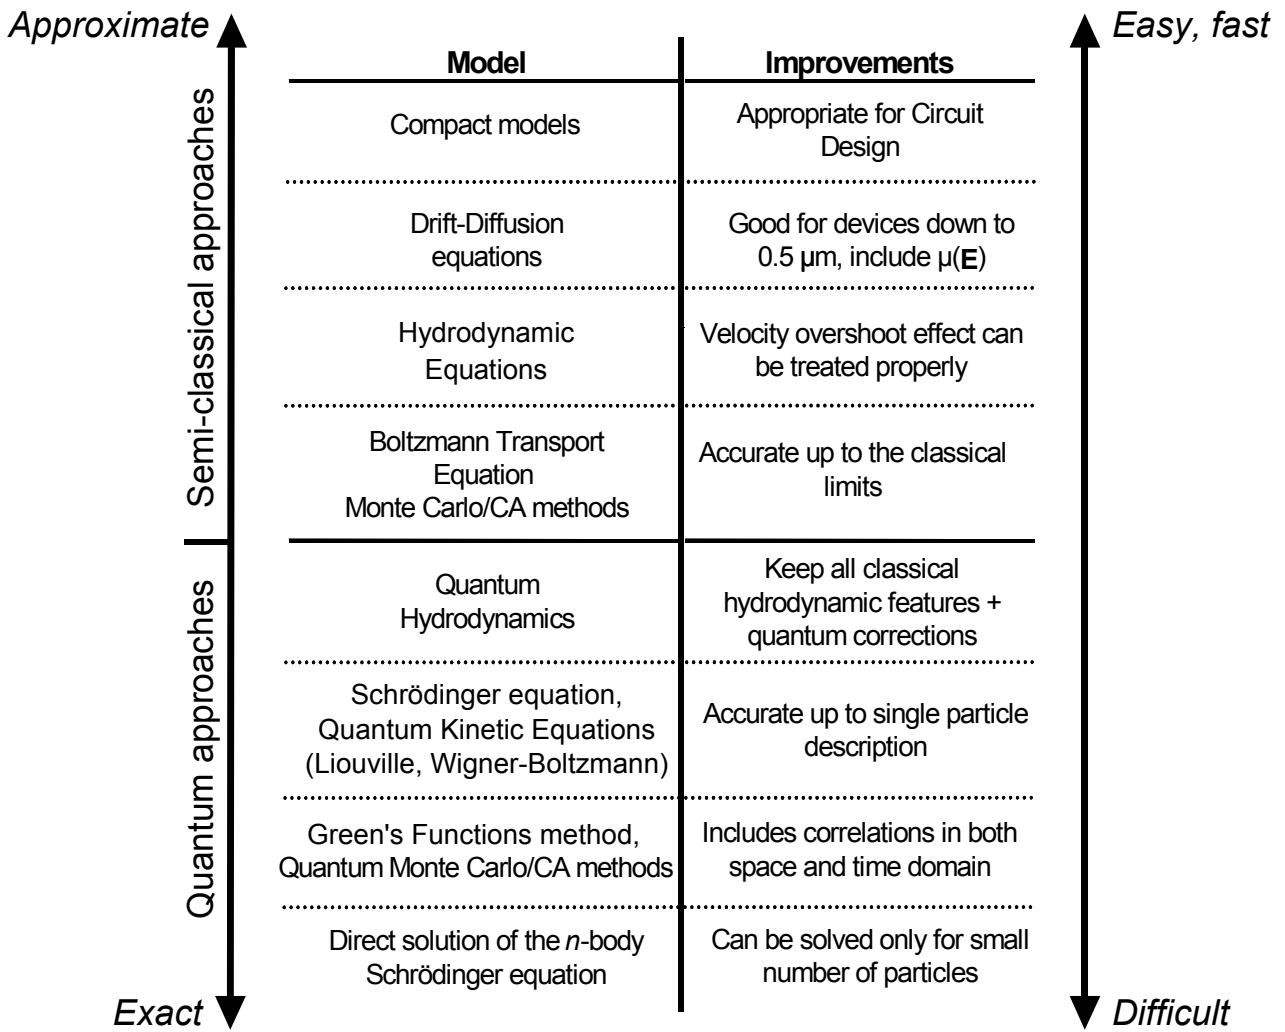 Approximate
Easy, fast
Model
Improvements
Semi-classical approaches
Compact models
Appropriate for Circuit
Design
Drift-Diffusion
equations
Good for devices down to
0.5 μm, include μ(E)
Hydrodynamic
Equations
Velocity overshoot effect can
be treated properly
Boltzmann Transport
Equation
Monte Carlo/CA methods
Accurate up to the classical
limits
Quantum approaches
Quantum
Hydrodynamics
Keep all classical
hydrodynamic features +
quantum corrections
Schrödinger equation,
Quantum Kinetic Equations
(Liouville, Wigner-Boltzmann)
Accurate up to single particle
description
Green's Functions method,
Quantum Monte Carlo/CA methods
Includes correlations in both
space and time domain
Direct solution of the n-body
Schrödinger equation
Can be solved only for small
number of particles
Exact
Difficult